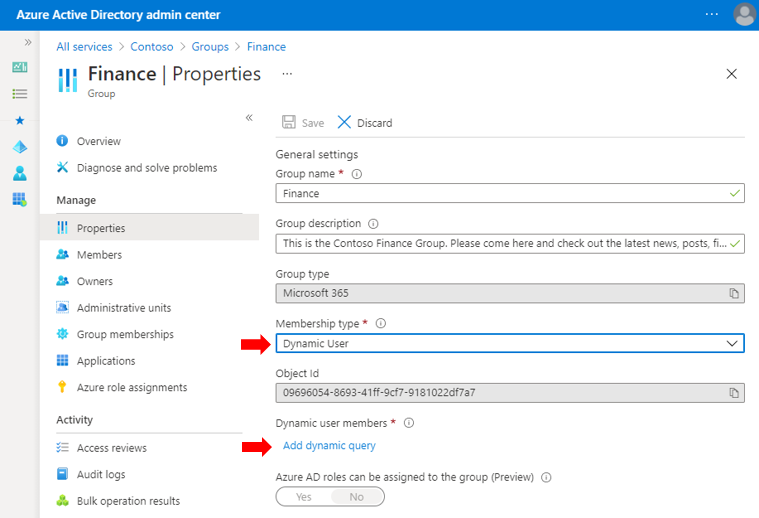 Azure Active Directory admin center
All services > Contoso > Groups > Finance
Finance | Properties ...
Group
Save Discard
Overview
Diagnose and solve problems
Manage
Properties
Members
Owners
Administrative units
Group memberships
Applications
Azure role assignments
Activity
Access reviews
Audit logs
Bulk operation results
General settings
Group name *
Finance
Group description
This is the Contoso Finance Group. Please come here and check out the latest news, posts, fi...
Group type
Microsoft 365
Membership type *
Dynamic User
Object Id
09696054-8693-41ff-9cf7-9181022df7a7
Dynamic user members *
Add dynamic query
Azure AD roles can be assigned to the group (Preview)
Yes No